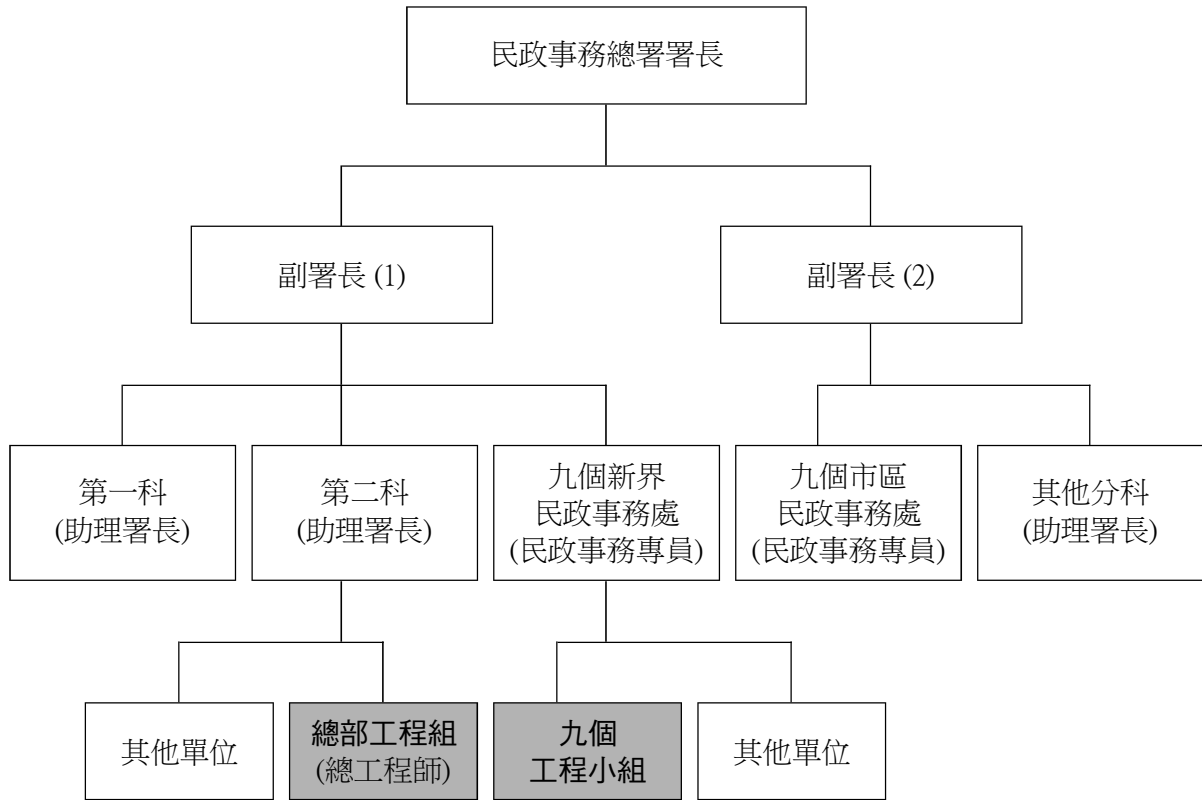 民政事務總署署長
副署長 (1)
副署長 (2)
第一科
(助理署長)
第二科
(助理署長)
九個新界
民政事務處
(民政事務專員)
九個市區
民政事務處
(民政事務專員)
其他分科
(助理署長)
其他單位
總部工程組
(總工程師)
九個
工程小組
其他單位